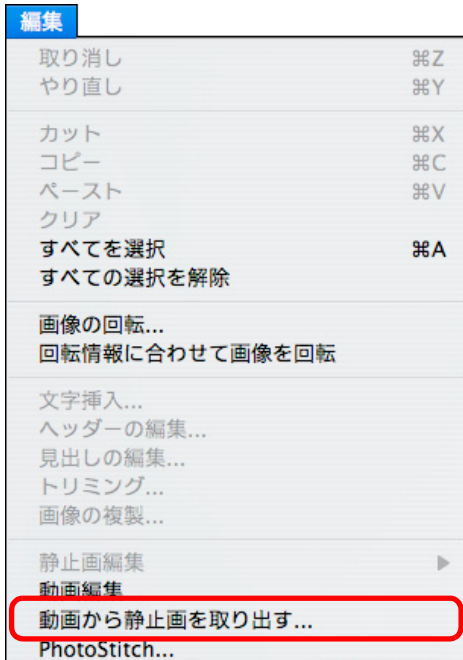 編集
取り消し ⌘Z
やり直し ⌘Y
カット ⌘X
コピー ⌘C
ペースト ⌘V
クリア
すべてを選択 ⌘A
すべての選択を解除
画像の回転...
回転情報に合わせて画像を回転
文字挿入...
ヘッダーの編集...
見出しの編集...
トリミング...
画像の複製...
静止画編集 ▶
動画編集
動画から静止画を取り出す...
PhotoStitch...